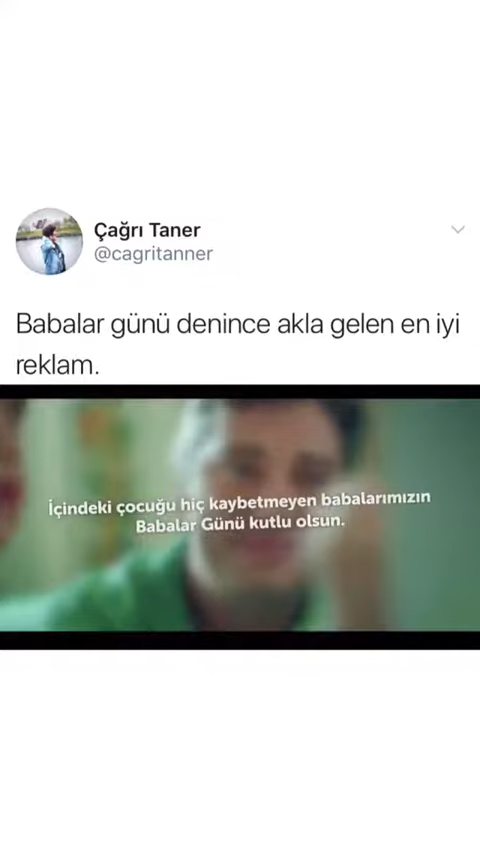 Çağrı Taner
@cagritanner
Babalar günü denince akla gelen en iyi
reklam.
İçindeki çocuğu hiç kaybetmeyen babalarımızın
Babalar Günü kutlu olsun.